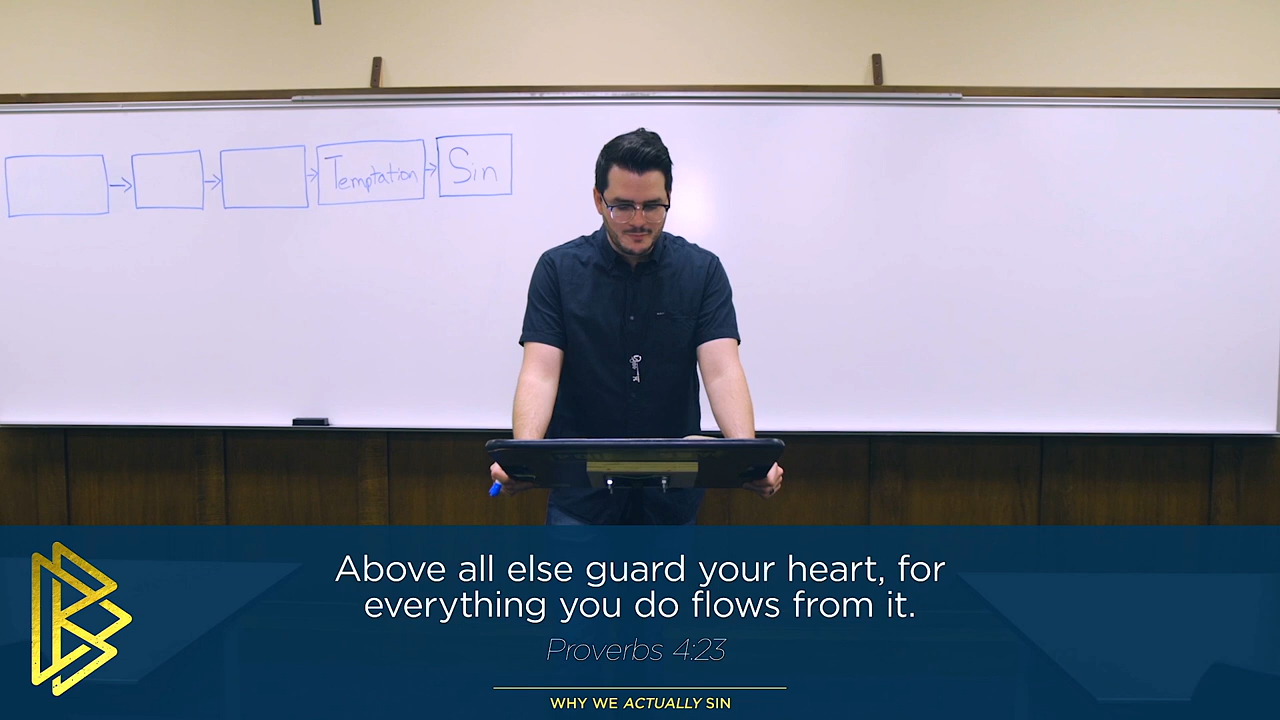 Temptation
Sin
Above all else guard your heart, for
everything you do flows from it.
Proverbs 4:23
WHY WE ACTUALLY SIN